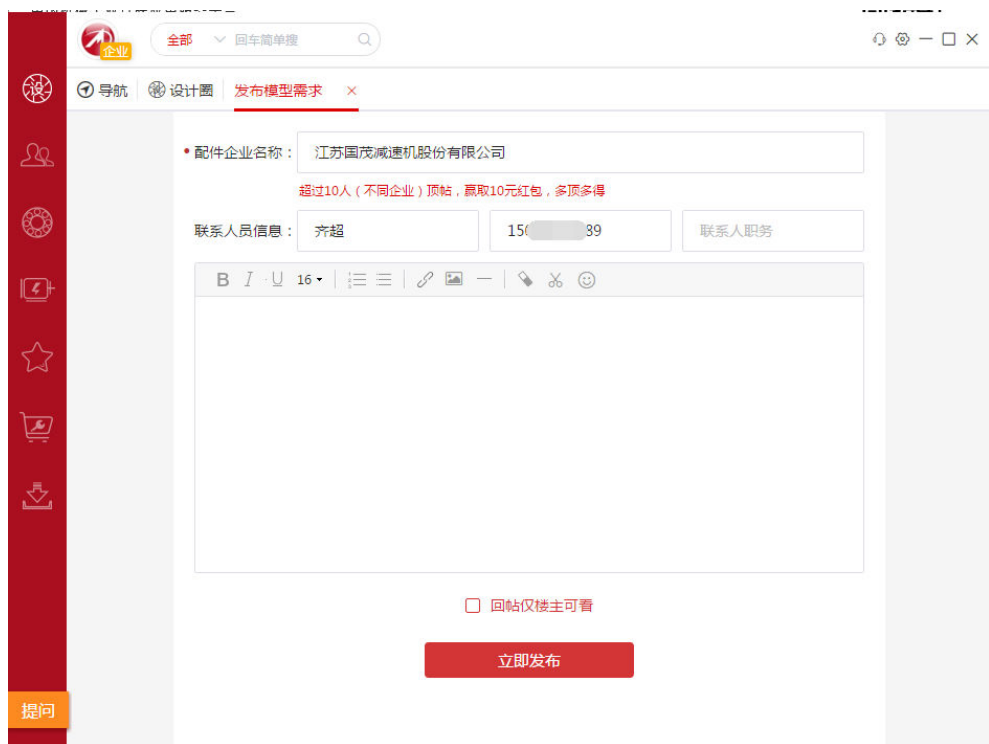 企业
全部 回车简单搜
设
导航 设计圈 发布模型需求 ×
• 配件企业名称： 江苏国茂减速机股份有限公司
超过10人（不同企业）顶帖，赢取10元红包，多顶多得
联系人员信息： 齐超 15 89 联系人职务
B I U 16
回帖仅楼主可看
立即发布
提问